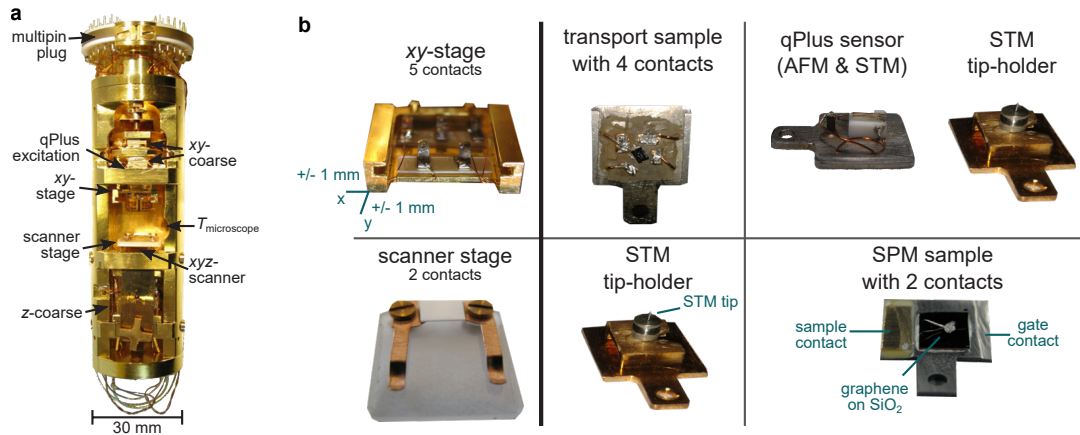 a
multipin
plug
qPlus
excitation
xy-
coarse
xy-
stage
T_microscope
scanner
stage
xyz-
scanner
z-coarse
30 mm
b
xy-stage
5 contacts
+/- 1 mm
x
+/- 1 mm
y
transport sample
with 4 contacts
qPlus sensor
(AFM & STM)
STM
tip-holder
scanner stage
2 contacts
STM
tip-holder
STM tip
SPM sample
with 2 contacts
sample
contact
gate
contact
graphene
on SiO₂